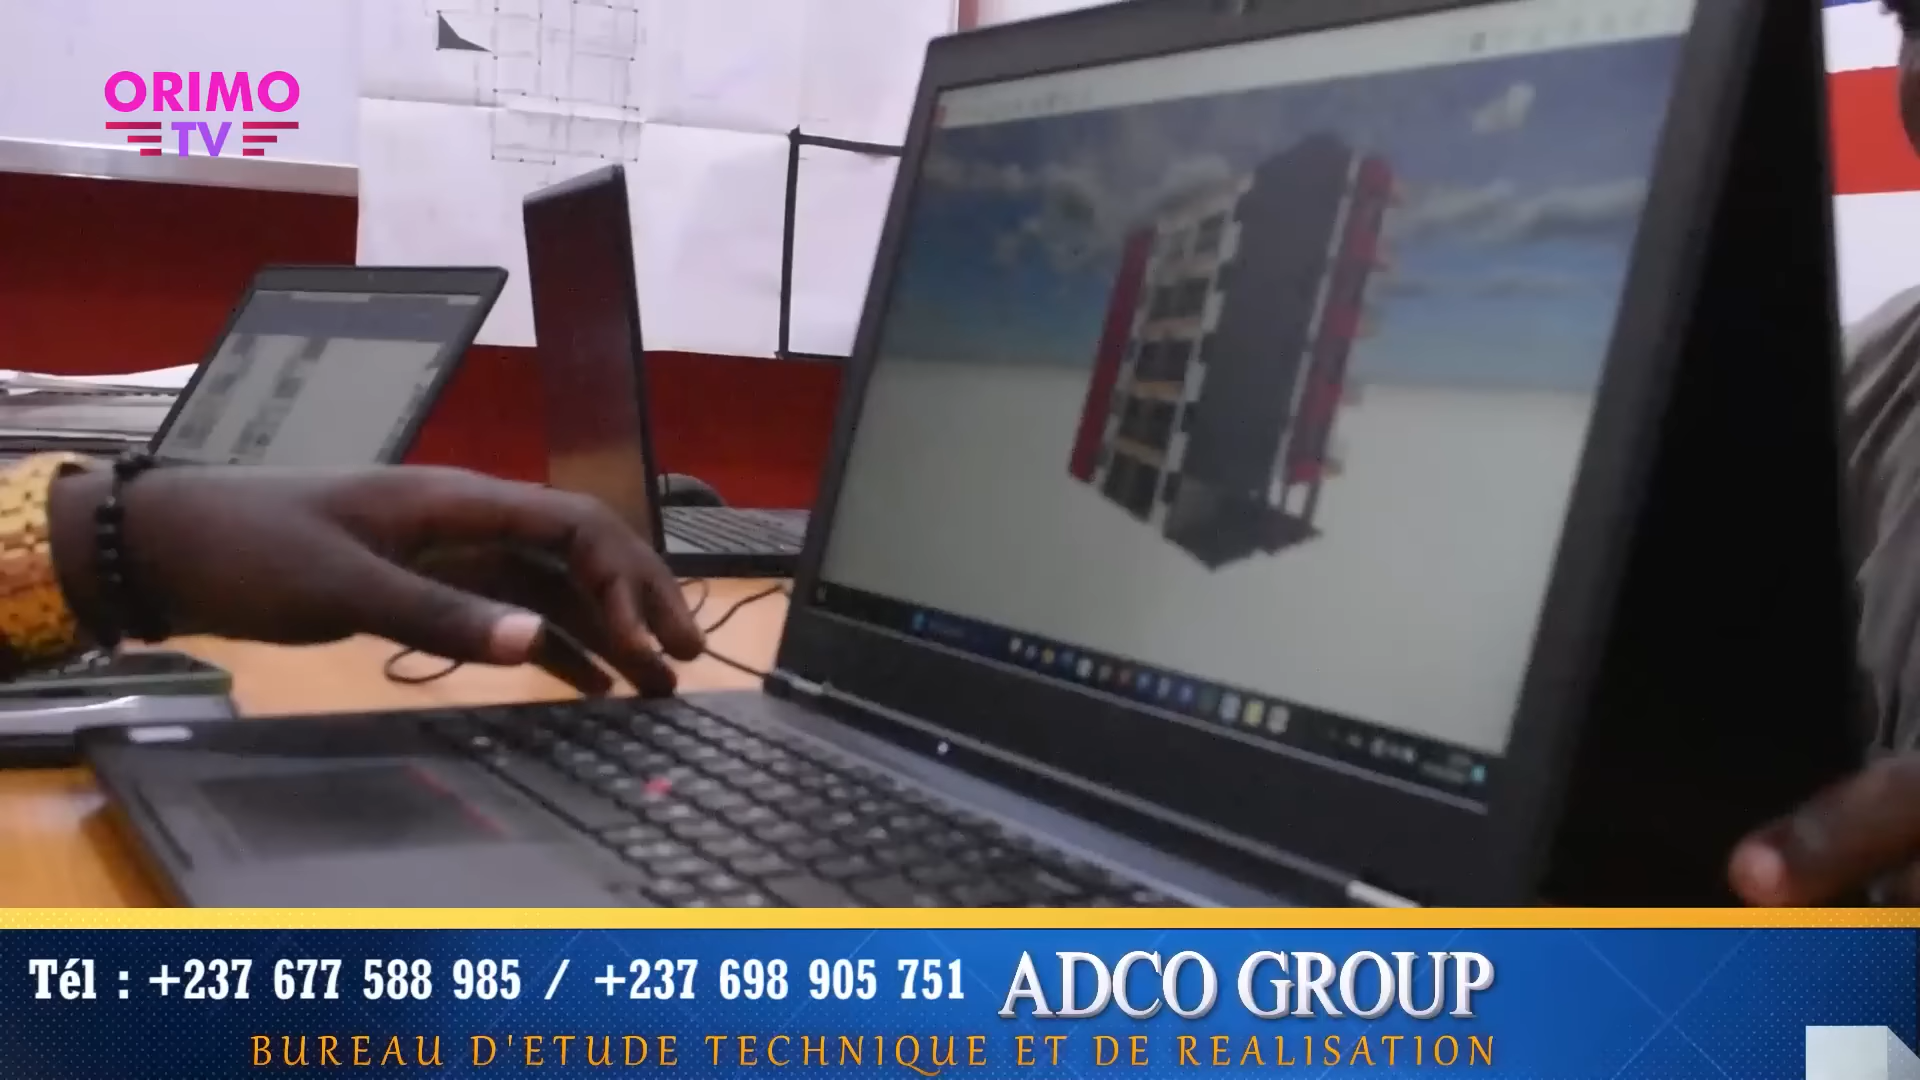 ORIMO
TV
Tél : +237 677 588 985 / +237 698 905 751
ADCO GROUP
BUREAU D'ETUDE TECHNIQUE ET DE REALISATION